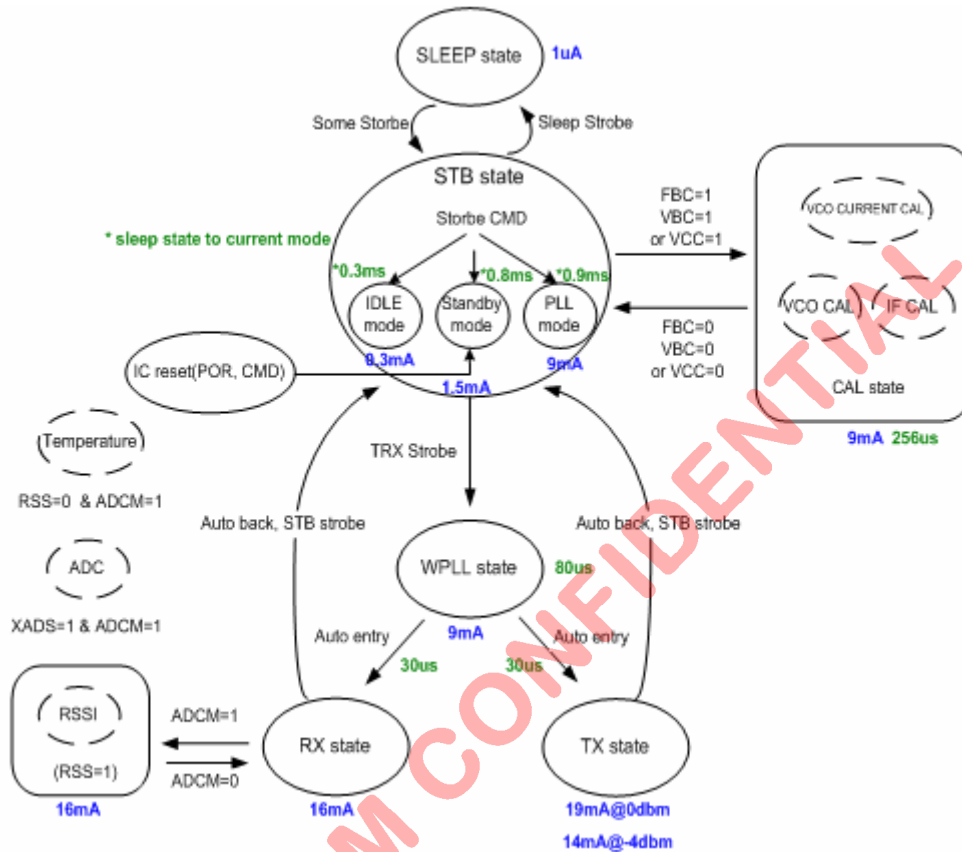 SLEEP state
1uA
Some Storbe
Sleep Strobe
STB state
Storbe CMD
* sleep state to current mode
*0.3ms
*0.8ms
*0.9ms
IDLE
mode
Standby
mode
PLL
mode
0.3mA
1.5mA
9mA
IC reset(POR, CMD)
FBC=1
VBC=1
or VCC=1
FBC=0
VBC=0
or VCC=0
VCO CURRENT CAL
VCO CAL
IF CAL
CAL state
9mA 256us
Temperature
RSS=0 & ADCM=1
ADC
XADS=1 & ADCM=1
TRX Strobe
Auto back, STB strobe
Auto back, STB strobe
WPLL state
80us
9mA
Auto entry
Auto entry
30us
30us
RSSI
(RSS=1)
16mA
ADCM=1
ADCM=0
RX state
16mA
TX state
19mA@0dbm
14mA@-4dbm
M CONFIDENTIAL